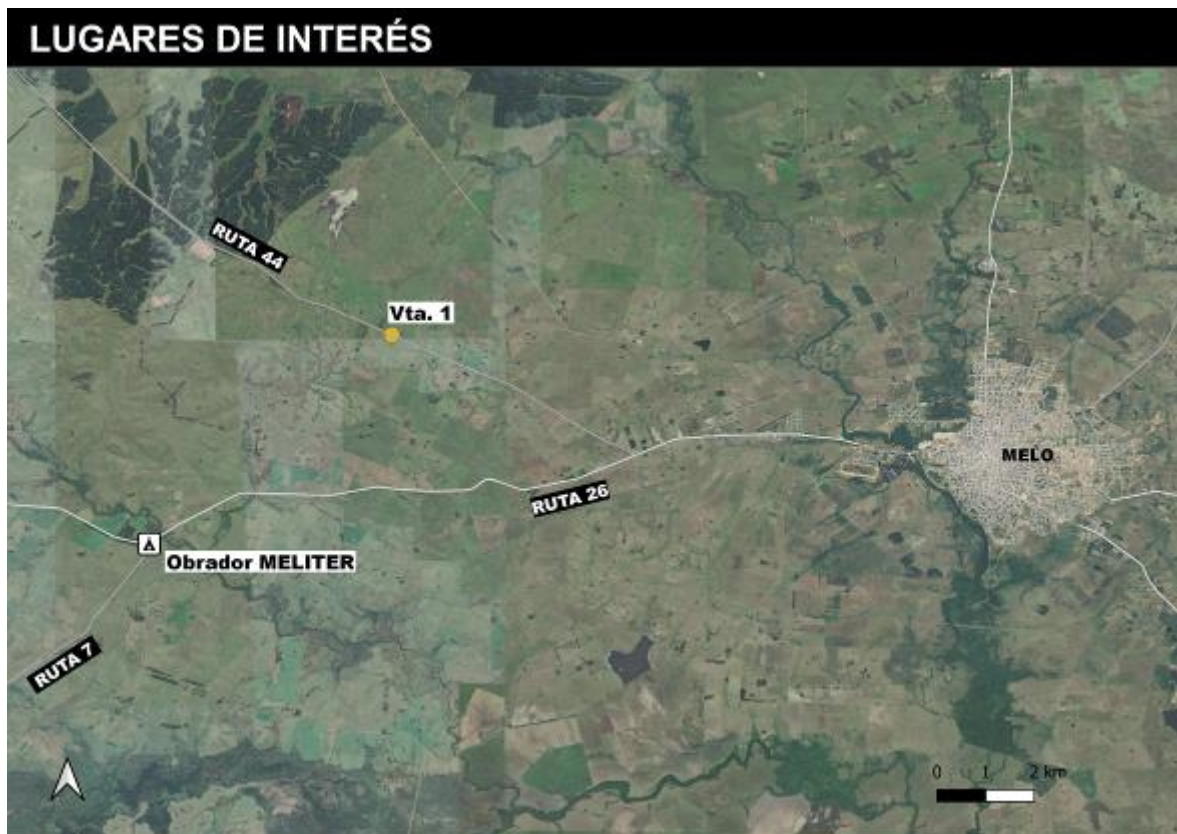 LUGARES DE INTERÉS
RUTA 44
Vta. 1
MELO
RUTA 26
Obrador MELITER
RUTA 7
0 1 2 km